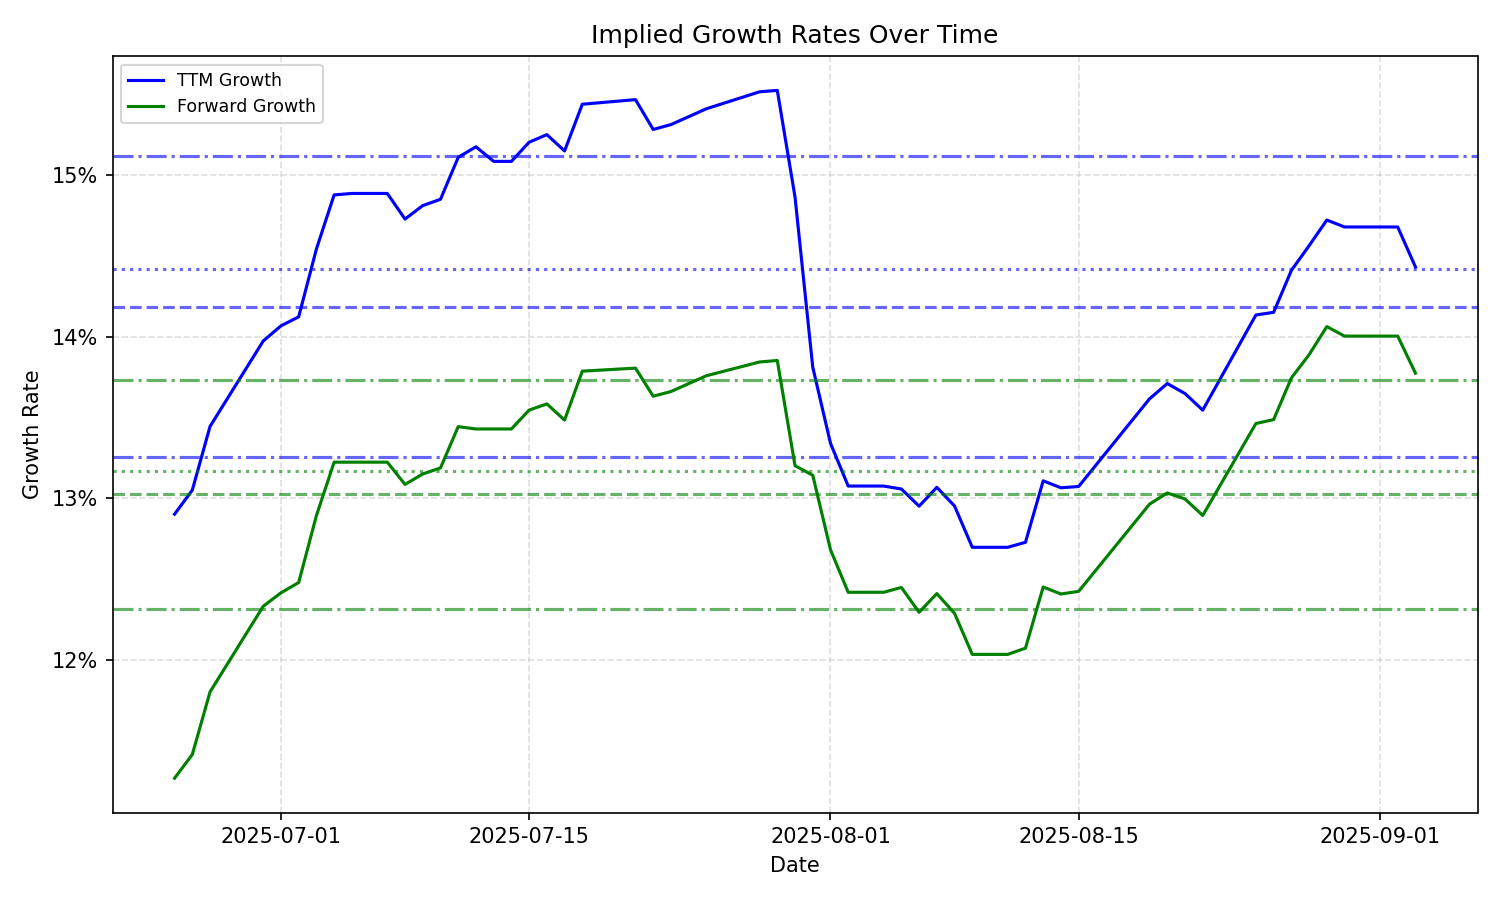 Implied Growth Rates Over Time
TTM Growth
Forward Growth
Growth Rate
15%
14%
13%
12%
2025-07-01
2025-07-15
2025-08-01
2025-08-15
2025-09-01
Date